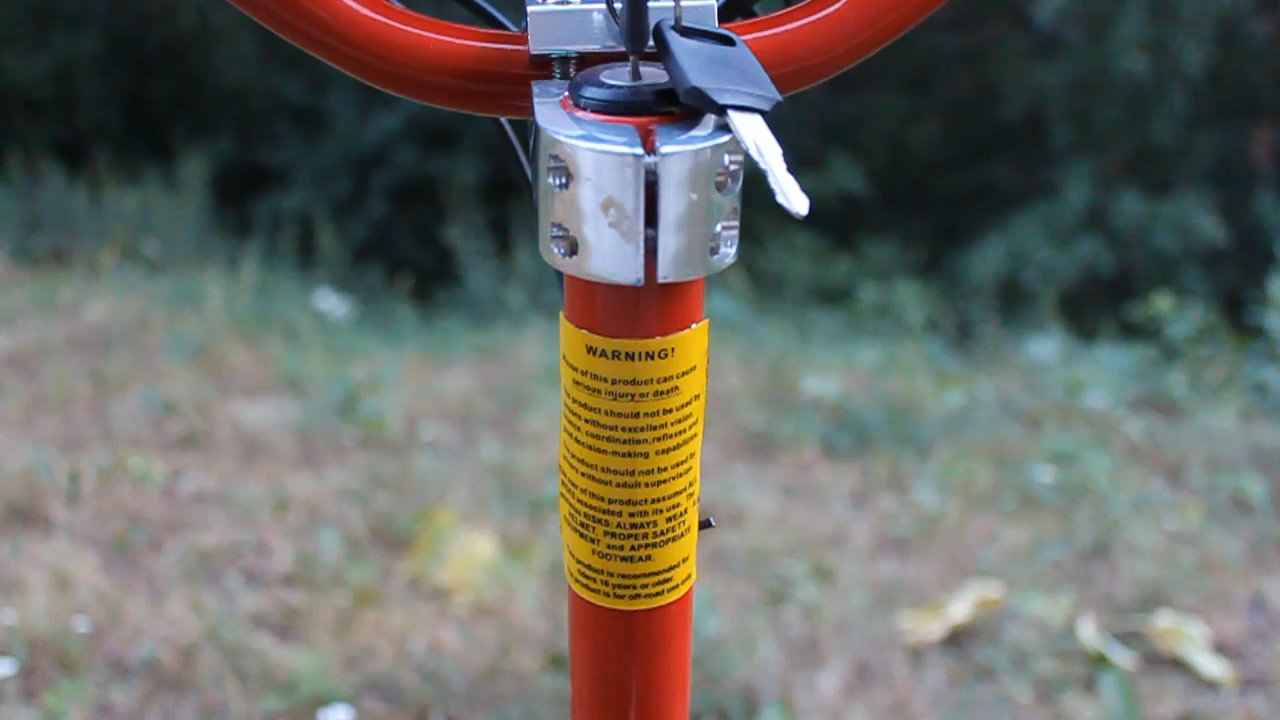 WARNING!
of this product can cause
serious injury or death.
product should not be used by
without excellent vision,
coordination, reflexes and
decision-making capabilities.
product should not be used by
without adult supervision.
of this product assumes ALL
associated with its use. The
RISKS: ALWAYS WEAR A
HELMET, PROPER SAFETY
and APPROPRIATE
FOOTWEAR.
product is recommended for
riders 16 years or older.
product is for off-road use only.